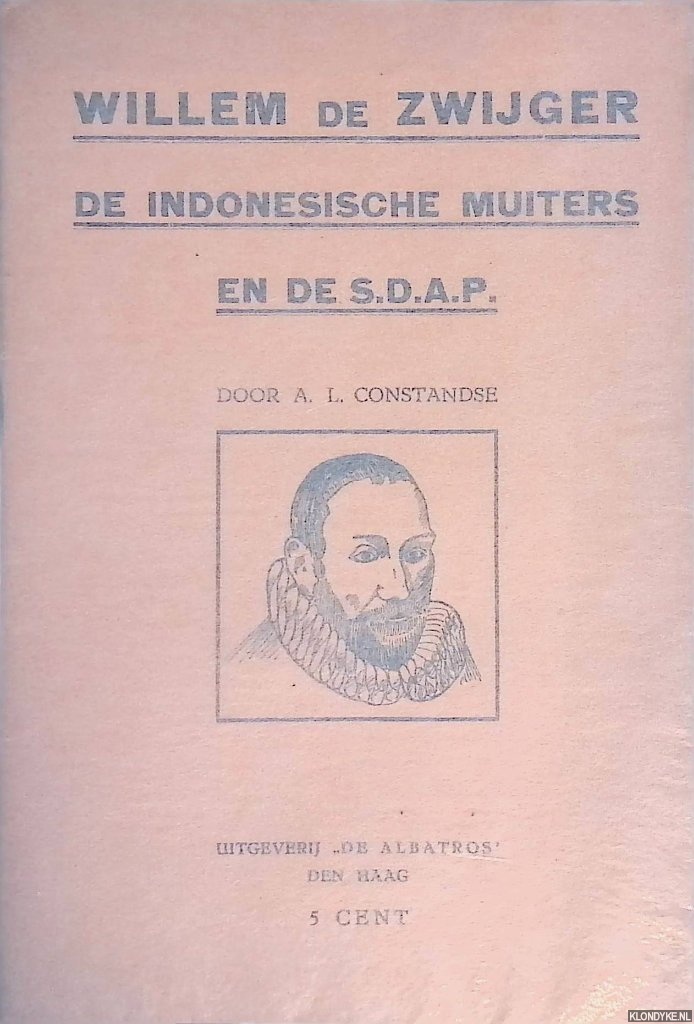 WILLEM DE ZWIJGER
DE INDONESISCHE MUITERS
EN DE S.D.A.P.
DOOR A. L. CONSTANDSE
UITGEVERIJ „DE ALBATROS’
DEN HAAG
5 CENT
KLONDYKE.NL